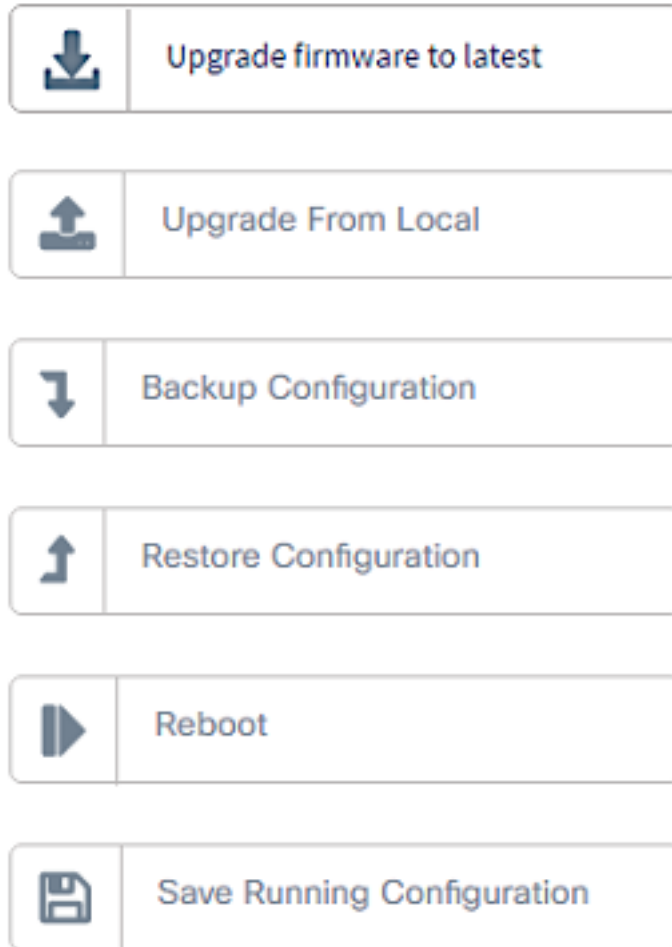 Upgrade firmware to latest
Upgrade From Local
Backup Configuration
Restore Configuration
Reboot
Save Running Configuration